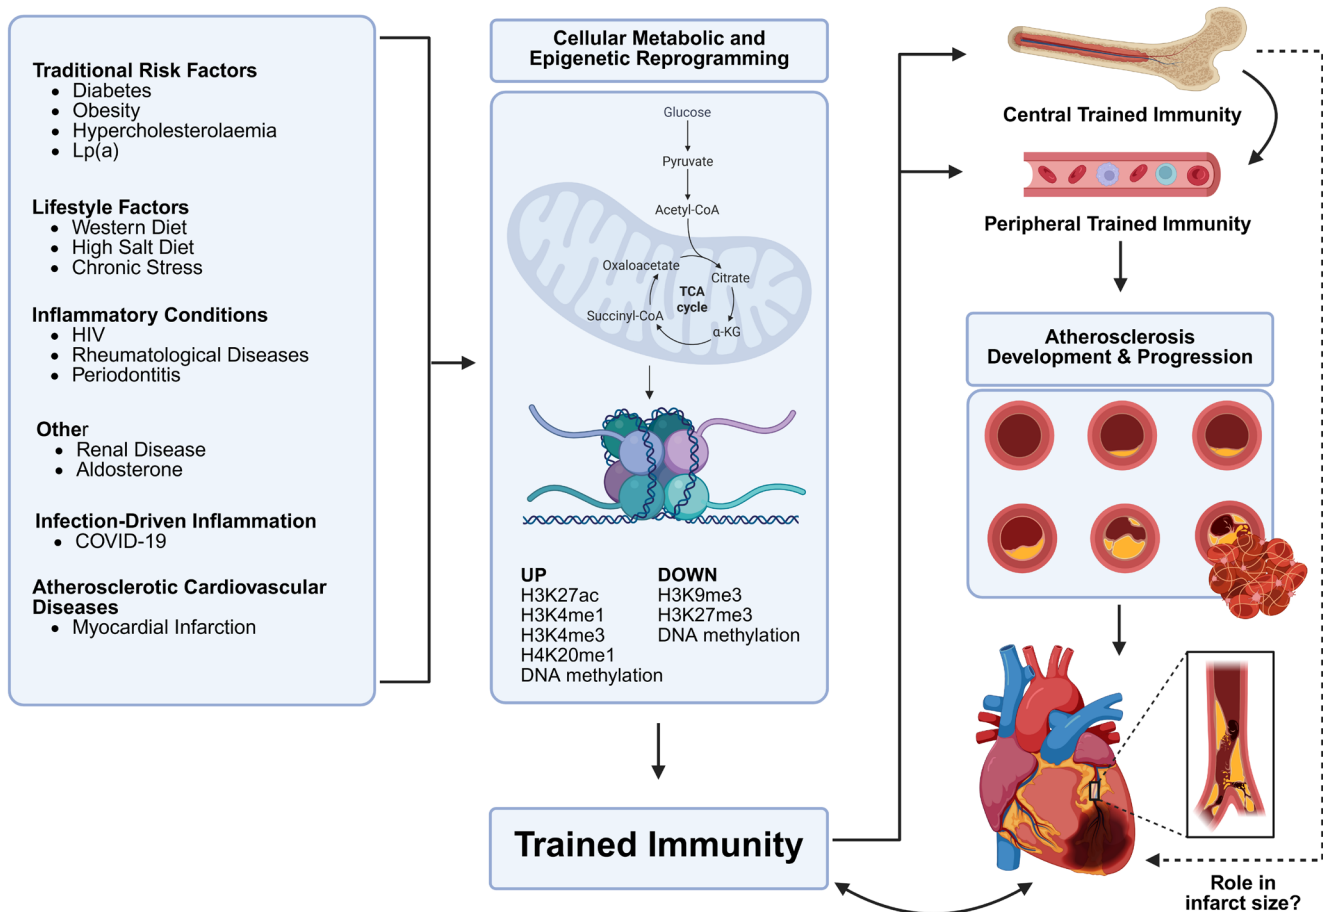 Traditional Risk Factors
• Diabetes
• Obesity
• Hypercholesterolaemia
• Lp(a)
Lifestyle Factors
• Western Diet
• High Salt Diet
• Chronic Stress
Inflammatory Conditions
• HIV
• Rheumatological Diseases
• Periodontitis
Other
• Renal Disease
• Aldosterone
Infection-Driven Inflammation
• COVID-19
Atherosclerotic Cardiovascular
Diseases
• Myocardial Infarction
Cellular Metabolic and
Epigenetic Reprogramming
Glucose
Pyruvate
Acetyl-CoA
Oxaloacetate
Citrate
TCA
cycle
Succinyl-CoA
α-KG
UP
H3K27ac
H3K4me1
H3K4me3
H4K20me1
DNA methylation
DOWN
H3K9me3
H3K27me3
DNA methylation
Trained Immunity
Central Trained Immunity
Peripheral Trained Immunity
Atherosclerosis
Development & Progression
Role in
infarct size?